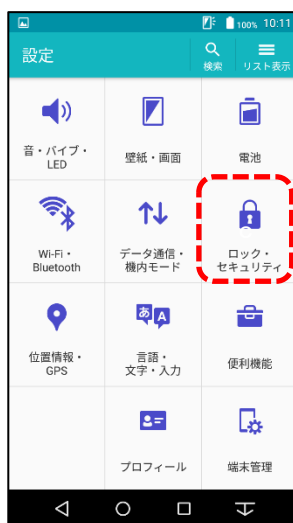 100% 10:11
設定
検索
リスト表示
音・バイブ・
LED
壁紙・画面
電池
Wi-Fi・
Bluetooth
データ通信・
機内モード
ロック・
セキュリティ
位置情報・
GPS
あ A
言語・
文字・入力
便利機能
プロフィール
端末管理